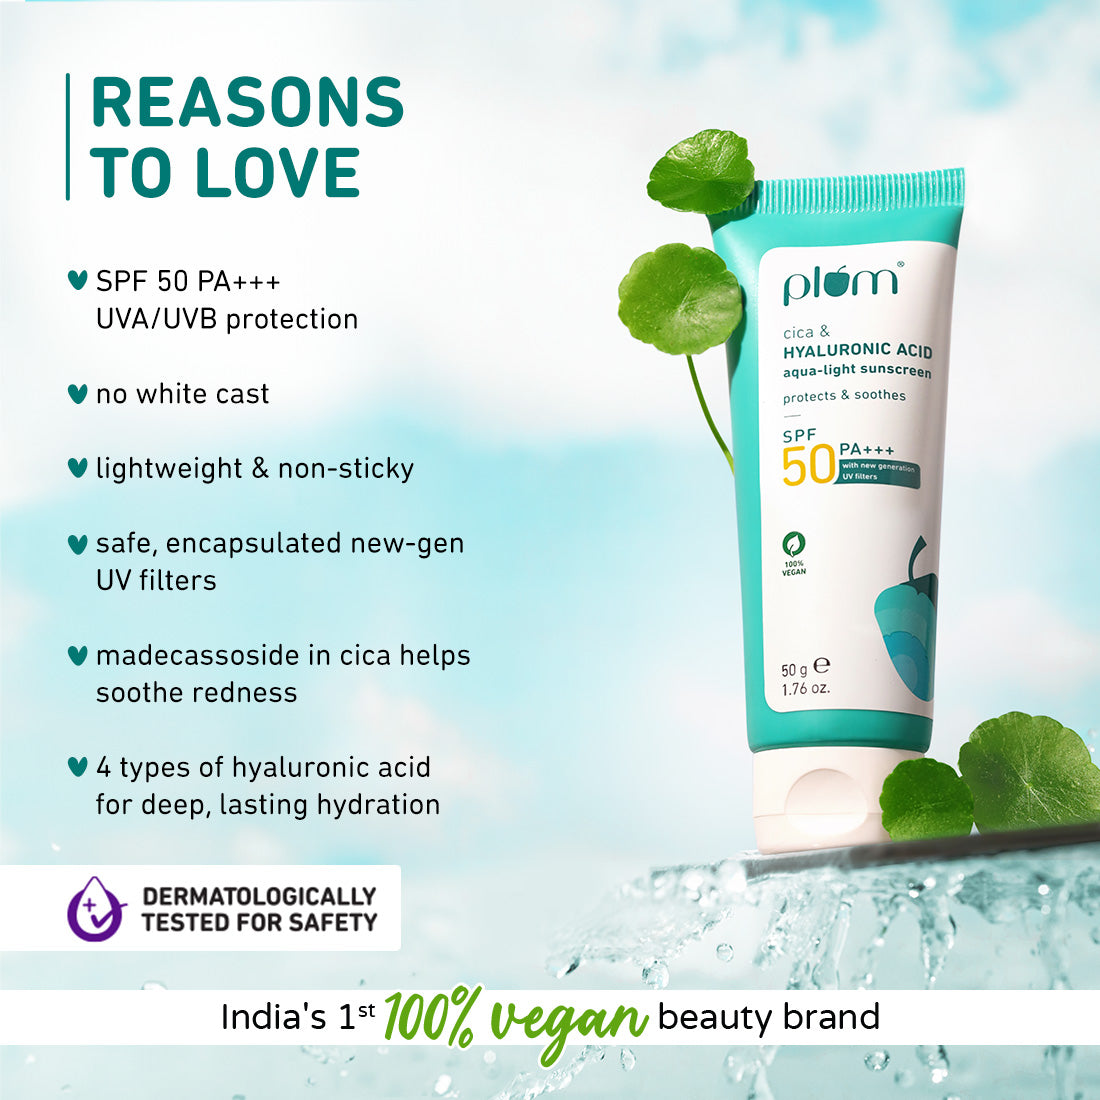 REASONS
TO LOVE
SPF 50 PA+++
UVA/UVB protection
no white cast
lightweight & non-sticky
safe, encapsulated new-gen
UV filters
madecassoside in cica helps
soothe redness
4 types of hyaluronic acid
for deep, lasting hydration
DERMATOLOGICALLY
TESTED FOR SAFETY
plum®
cica &
HYALURONIC ACID
aqua-light sunscreen
protects & soothes
SPF
50 PA+++
with new generation
UV filters
100%
VEGAN
50 g ℮
1.76 oz.
India's 1st 100% vegan beauty brand